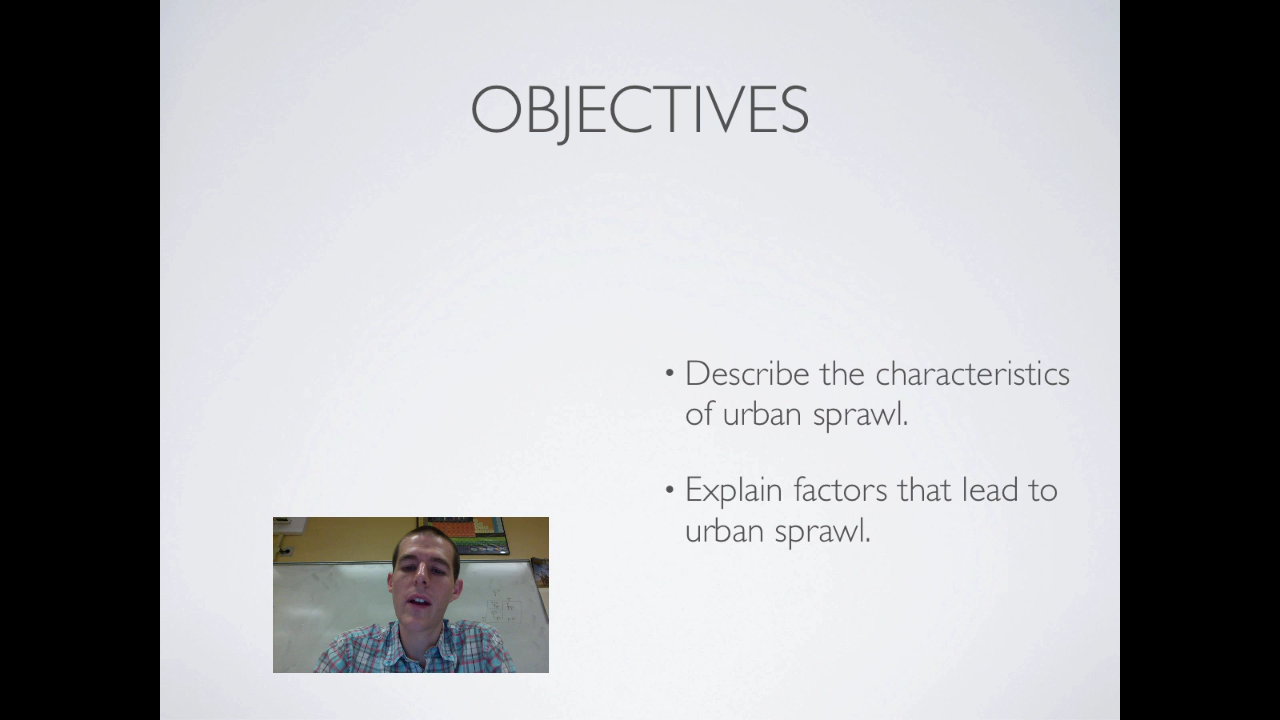 OBJECTIVES
• Describe the characteristics
of urban sprawl.
• Explain factors that lead to
urban sprawl.